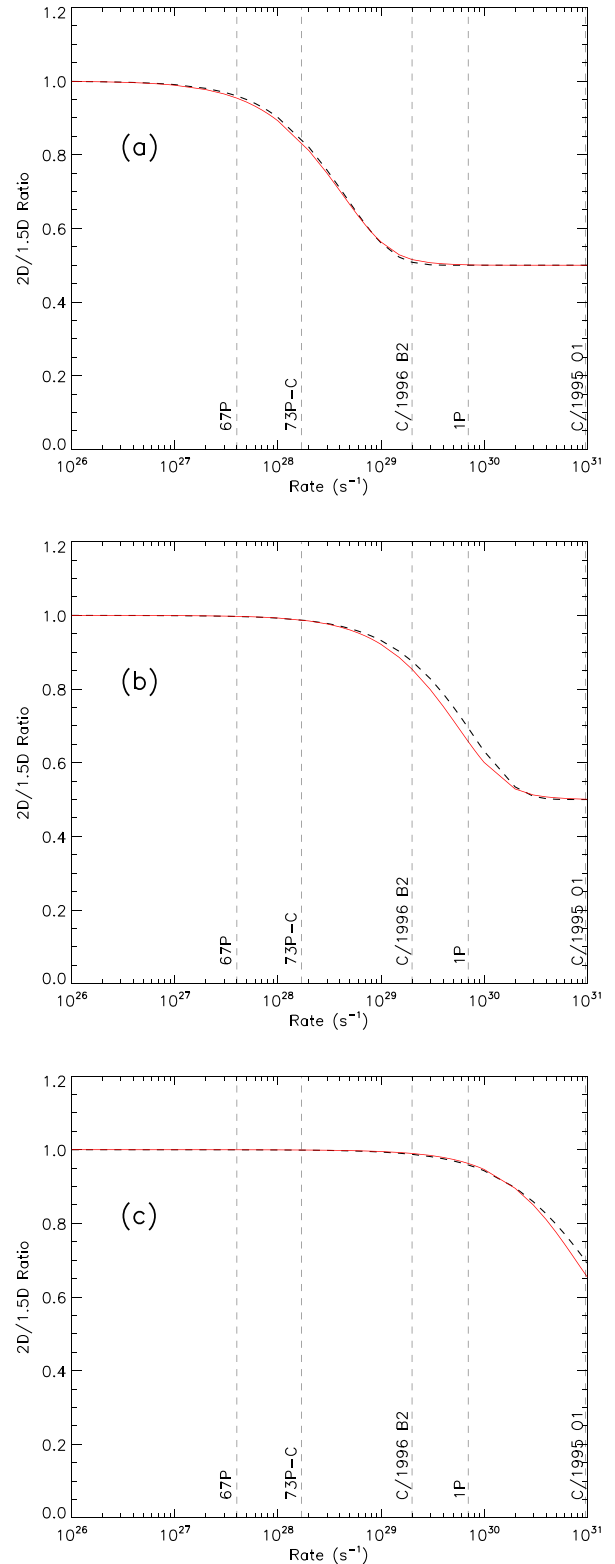 1.2
1.0
0.8
0.6
0.4
0.2
0.0
2D/1.5D Ratio
(a)
67P
73P-C
C/1996 B2
1P
C/1995 O1
10^26
10^27
10^28
10^29
10^30
10^31
Rate (s^-1)
1.2
1.0
0.8
0.6
0.4
0.2
0.0
2D/1.5D Ratio
(b)
67P
73P-C
C/1996 B2
1P
C/1995 O1
10^26
10^27
10^28
10^29
10^30
10^31
Rate (s^-1)
1.2
1.0
0.8
0.6
0.4
0.2
0.0
2D/1.5D Ratio
(c)
67P
73P-C
C/1996 B2
1P
C/1995 O1
10^26
10^27
10^28
10^29
10^30
10^31
Rate (s^-1)